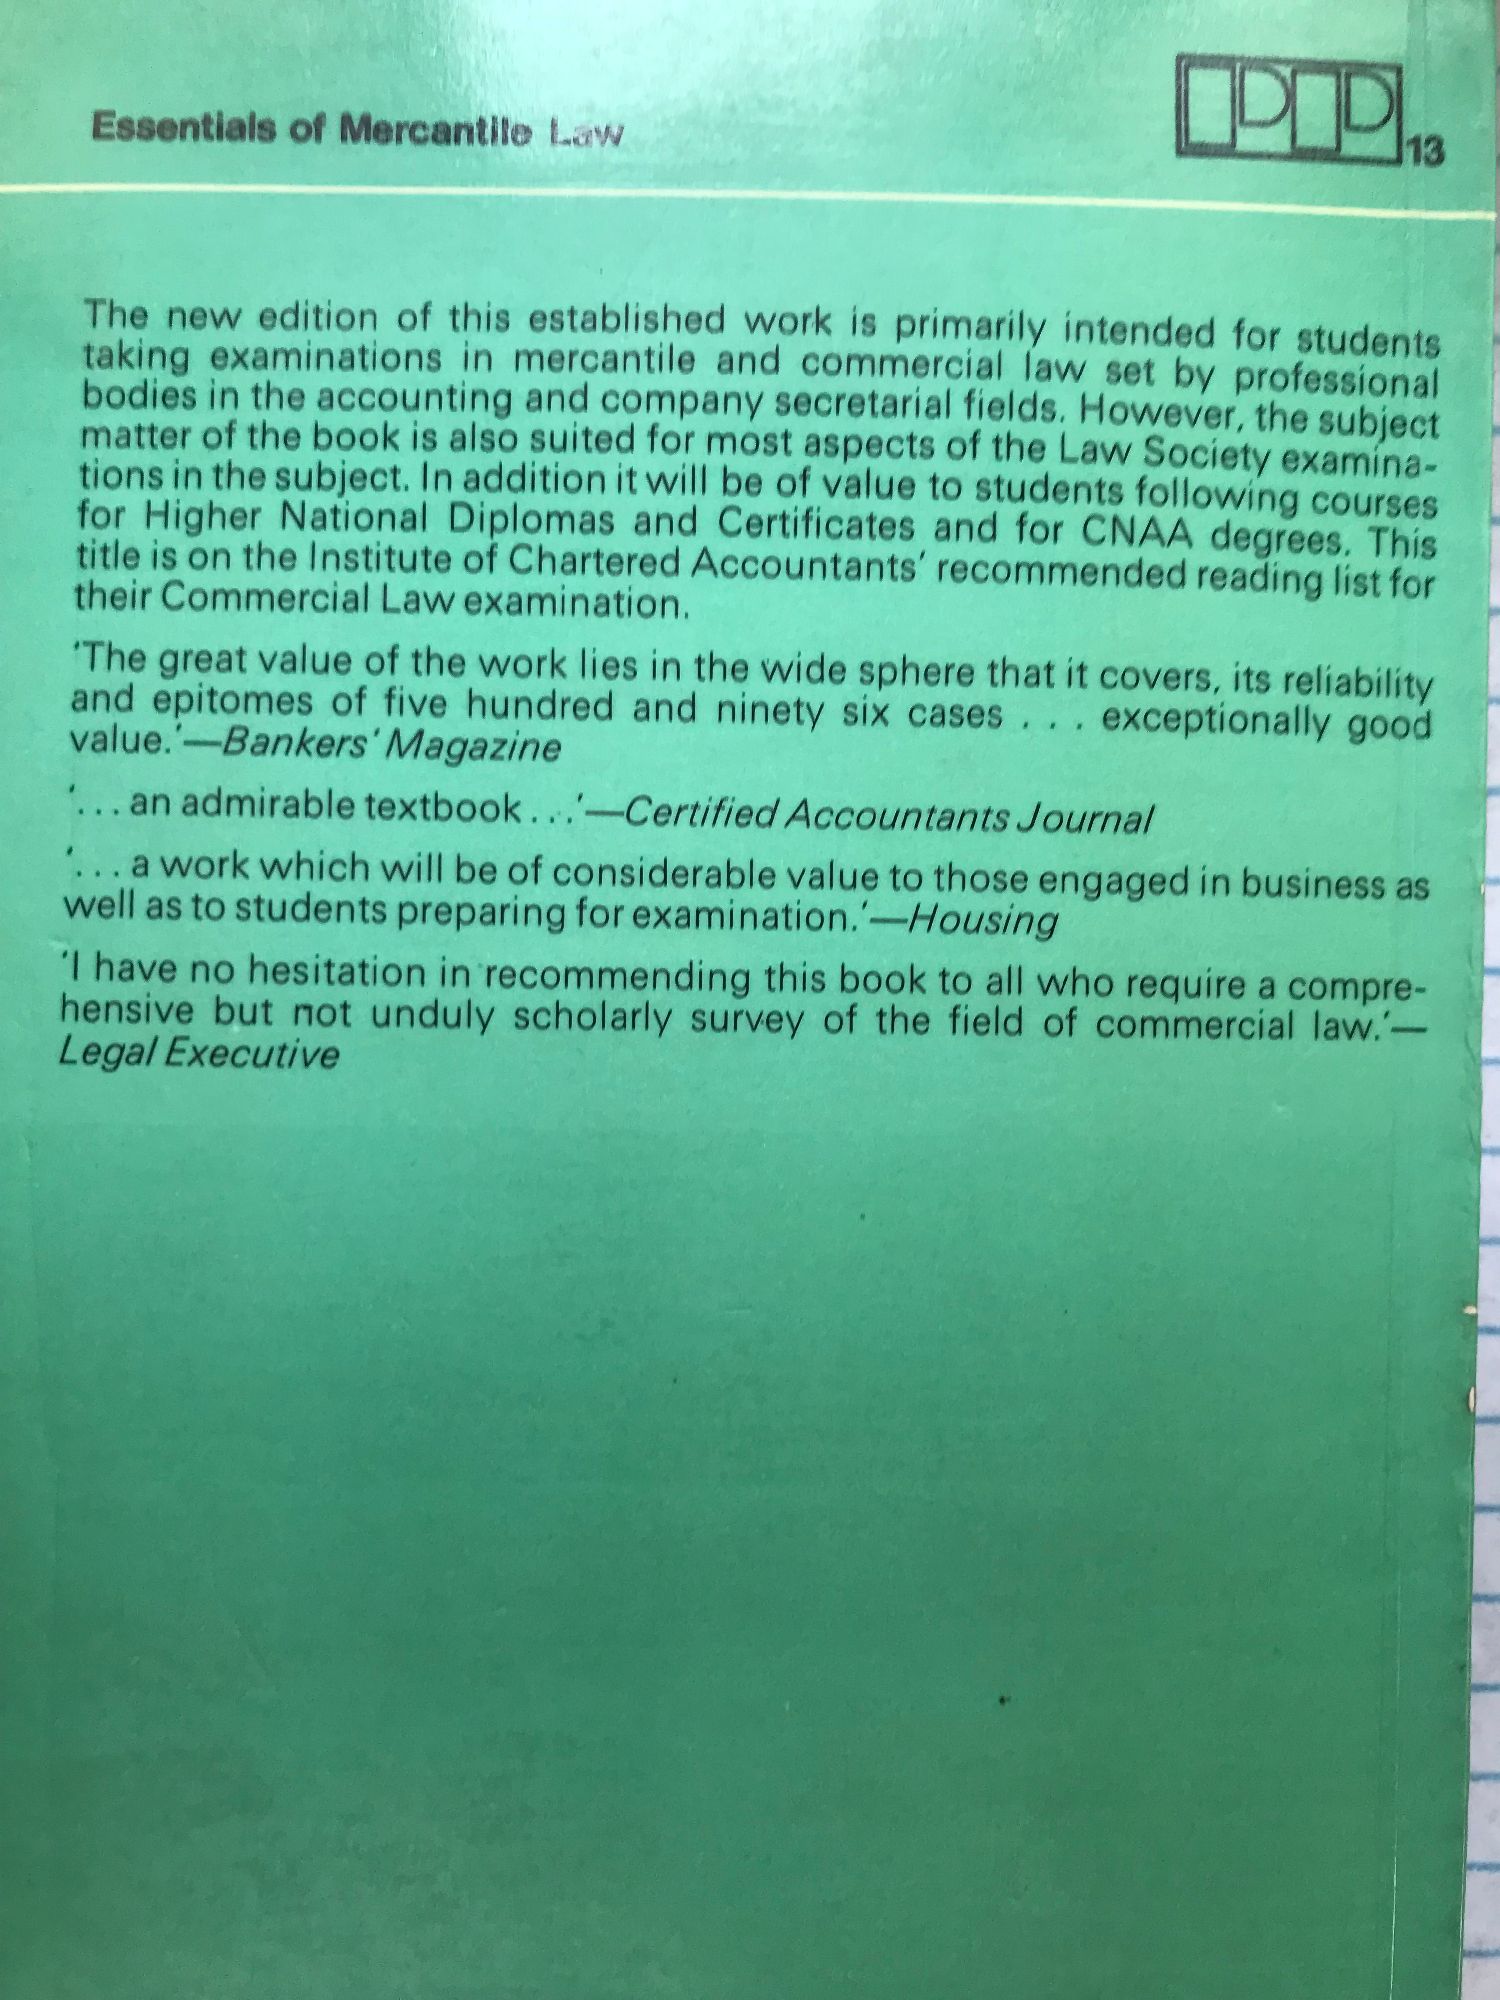 Essentials of Mercantile Law
13
The new edition of this established work is primarily intended for students
taking examinations in mercantile and commercial law set by professional
bodies in the accounting and company secretarial fields. However, the subject
matter of the book is also suited for most aspects of the Law Society examina-
tions in the subject. In addition it will be of value to students following courses
for Higher National Diplomas and Certificates and for CNAA degrees. This
title is on the Institute of Chartered Accountants' recommended reading list for
their Commercial Law examination.
'The great value of the work lies in the wide sphere that it covers, its reliability
and epitomes of five hundred and ninety six cases . . . exceptionally good
value.'—Bankers' Magazine
'. . . an admirable textbook . . .'—Certified Accountants Journal
'. . . a work which will be of considerable value to those engaged in business as
well as to students preparing for examination.'—Housing
'I have no hesitation in recommending this book to all who require a compre-
hensive but not unduly scholarly survey of the field of commercial law.'—
Legal Executive